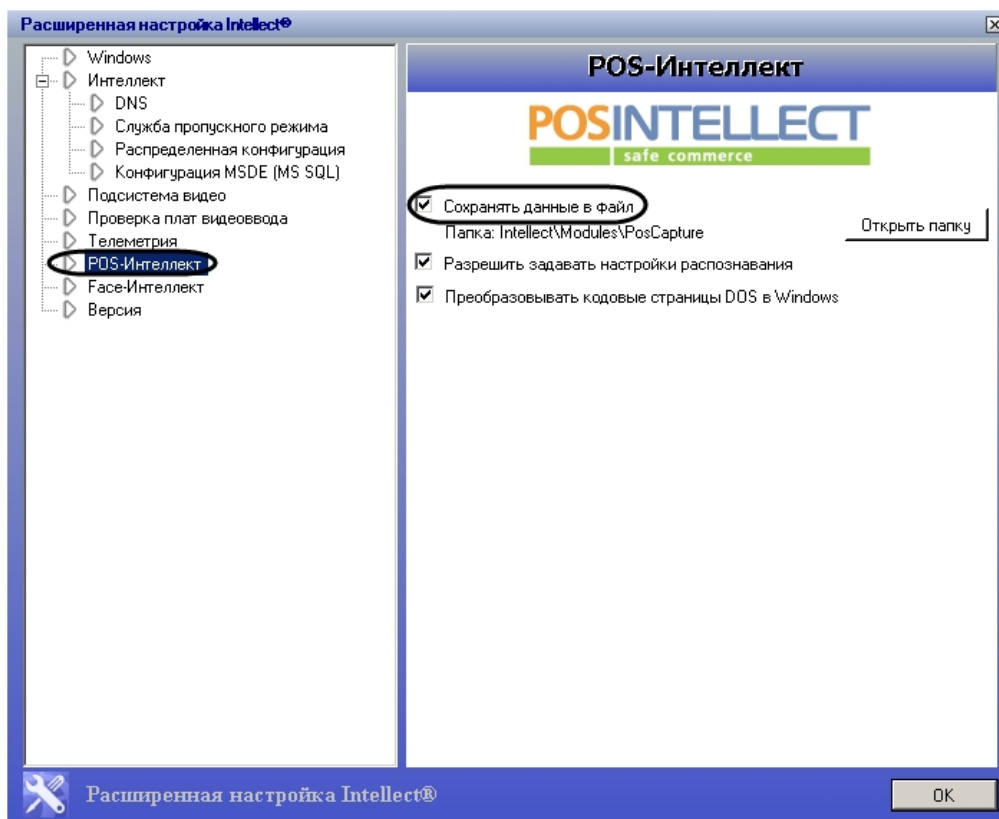 Расширенная настройка Intellect®
Windows
Интеллект
DNS
Служба пропускного режима
Распределенная конфигурация
Конфигурация MSDE (MS SQL)
Подсистема видео
Проверка плат видеоввода
Телеметрия
POS-Интеллект
Face-Интеллект
Версия
POS-Интеллект
POSINTELLECT
safe commerce
Сохранять данные в файл
Папка: Intellect\Modules\PosCapture
Открыть папку
Разрешить задавать настройки распознавания
Преобразовывать кодовые страницы DOS в Windows
Расширенная настройка Intellect®
OK